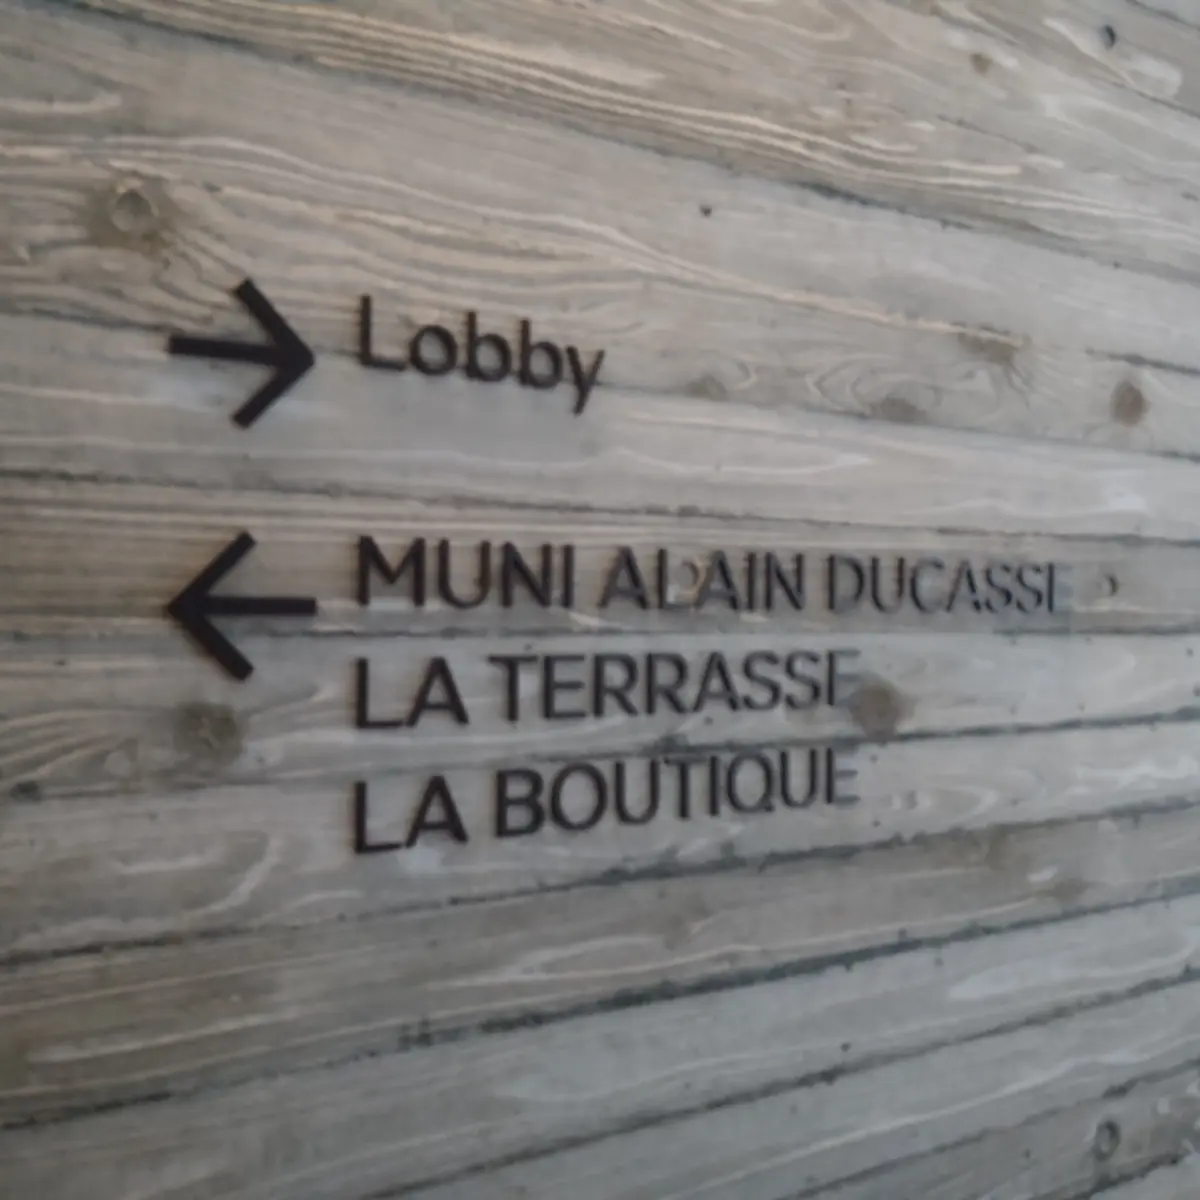 Lobby
MUNI ALAIN DUCASSE
LA TERRASSE
LA BOUTIQUE